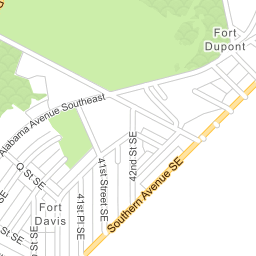 Fort
Dupont
Alabama Avenue Southeast
42nd St SE
Southern Avenue SE
41st Street SE
Q St SE
41st Pl SE
Fort
Davis